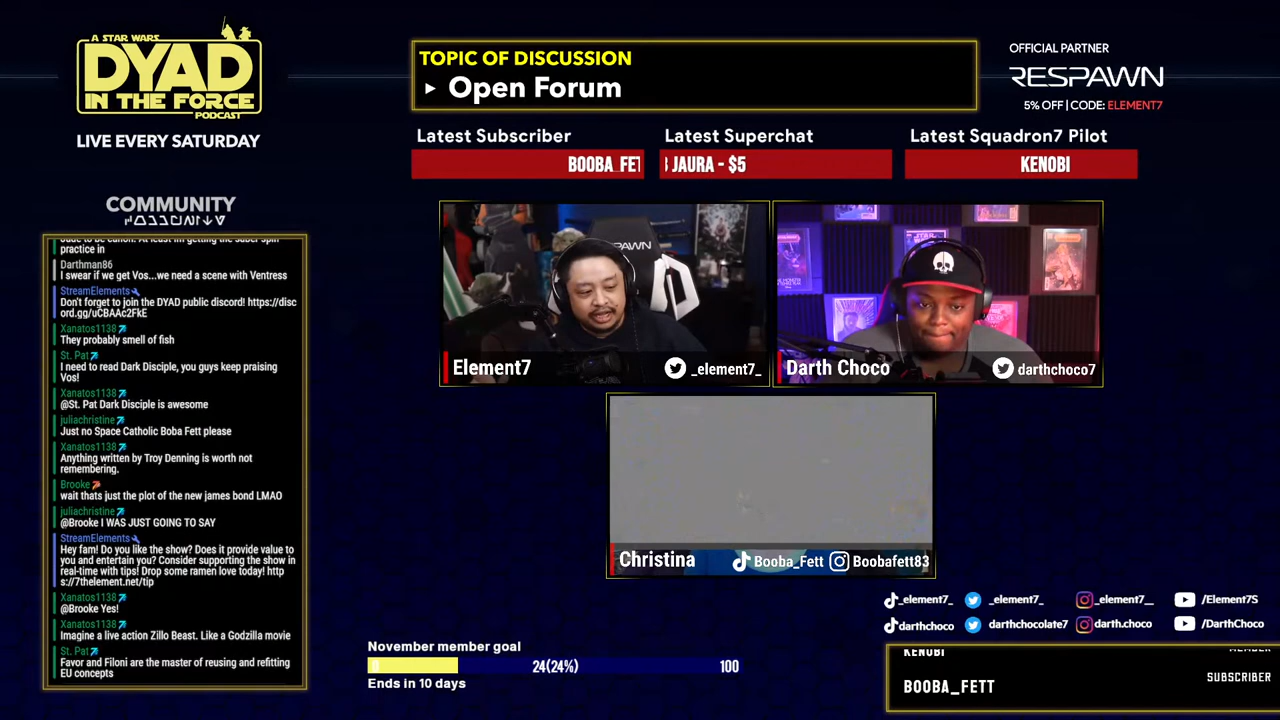 A STAR WARS
DYAD
IN THE FORCE
PODCAST
LIVE EVERY SATURDAY
TOPIC OF DISCUSSION
Open Forum
OFFICIAL PARTNER
RESPAWN
5% OFF | CODE: ELEMENT7
Latest Subscriber
Latest Superchat
Latest Squadron7 Pilot
BOOBA_FET
JAURA - $5
KENOBI
COMMUNITY
practice in
Darthman86
I swear if we get Vos...we need a scene with Ventress
StreamElements
Don't forget to join the DYAD public discord! https://disc
ord.gg/uCBAAc2FkE
Xanatos1138
They probably smell of fish
St. Pat
I need to read Dark Disciple, you guys keep praising
Vos!
Xanatos1138
@St. Pat Dark Disciple is awesome
juliachristine
Just no Space Catholic Boba Fett please
Xanatos1138
Anything written by Troy Denning is worth not
remembering.
Brooke
wait thats just the plot of the new james bond LMAO
juliachristine
@Brooke I WAS JUST GOING TO SAY
StreamElements
Hey fam! Do you like the show? Does it provide value to
you and entertain you? Consider supporting the show in
real-time with tips! Drop some ramen love today! http
s://7thelement.net/tip
Xanatos1138
@Brooke Yes!
Xanatos1138
Imagine a live action Zillo Beast. Like a Godzilla movie
St. Pat
Favor and Filoni are the master of reusing and refitting
EU concepts
SPAWN
Element7
_element7_
Darth Choco
darthchoco7
Christina
Booba_Fett
Boobafett83
_element7_
_element7_
_element7__
/Element7S
darthchoco
darthchocolate7
darth.choco
/DarthChoco
November member goal
0
24(24%)
100
Ends in 10 days
KENOBI
MEMBER
BOOBA_FETT
SUBSCRIBER